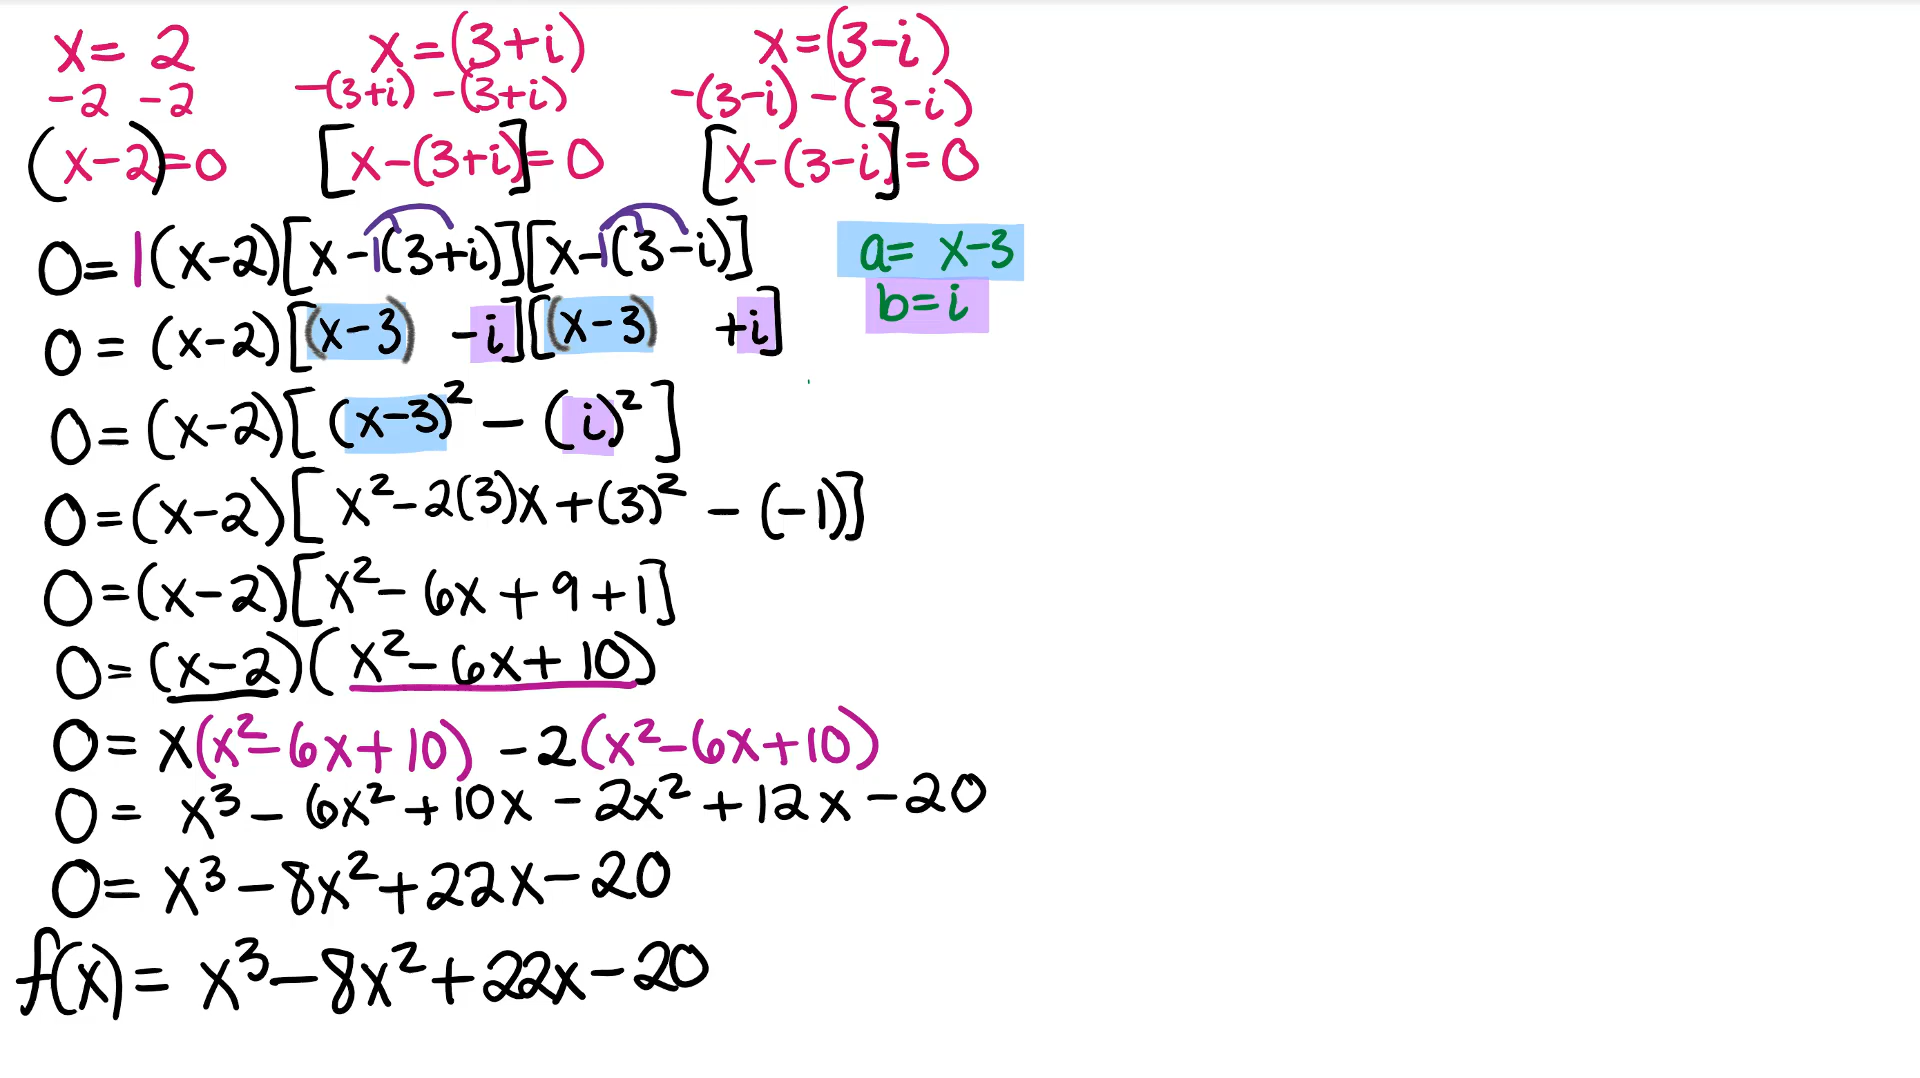 x = 2 x = (3+i) x = (3-i)
-2 -2 -(3+i) -(3+i) -(3-i) -(3-i)
(x-2)=0 [x-(3+i)]=0 [x-(3-i)]=0
0=1(x-2)[x-1(3+i)][x-1(3-i)] a= x-3
b=i
0 = (x-2)[(x-3) -i][(x-3) +i]
0=(x-2)[(x-3)² - (i)²]
0=(x-2)[x²-2(3)x+(3)² - (-1)]
0=(x-2)[x²- 6x + 9 +1]
0=(x-2)(x²-6x+10)
0= x(x²-6x+10) -2(x²-6x+10)
0= x³- 6x²+10x - 2x²+12x-20
0= x³-8x²+22x-20
f(x)= x³-8x²+22x-20